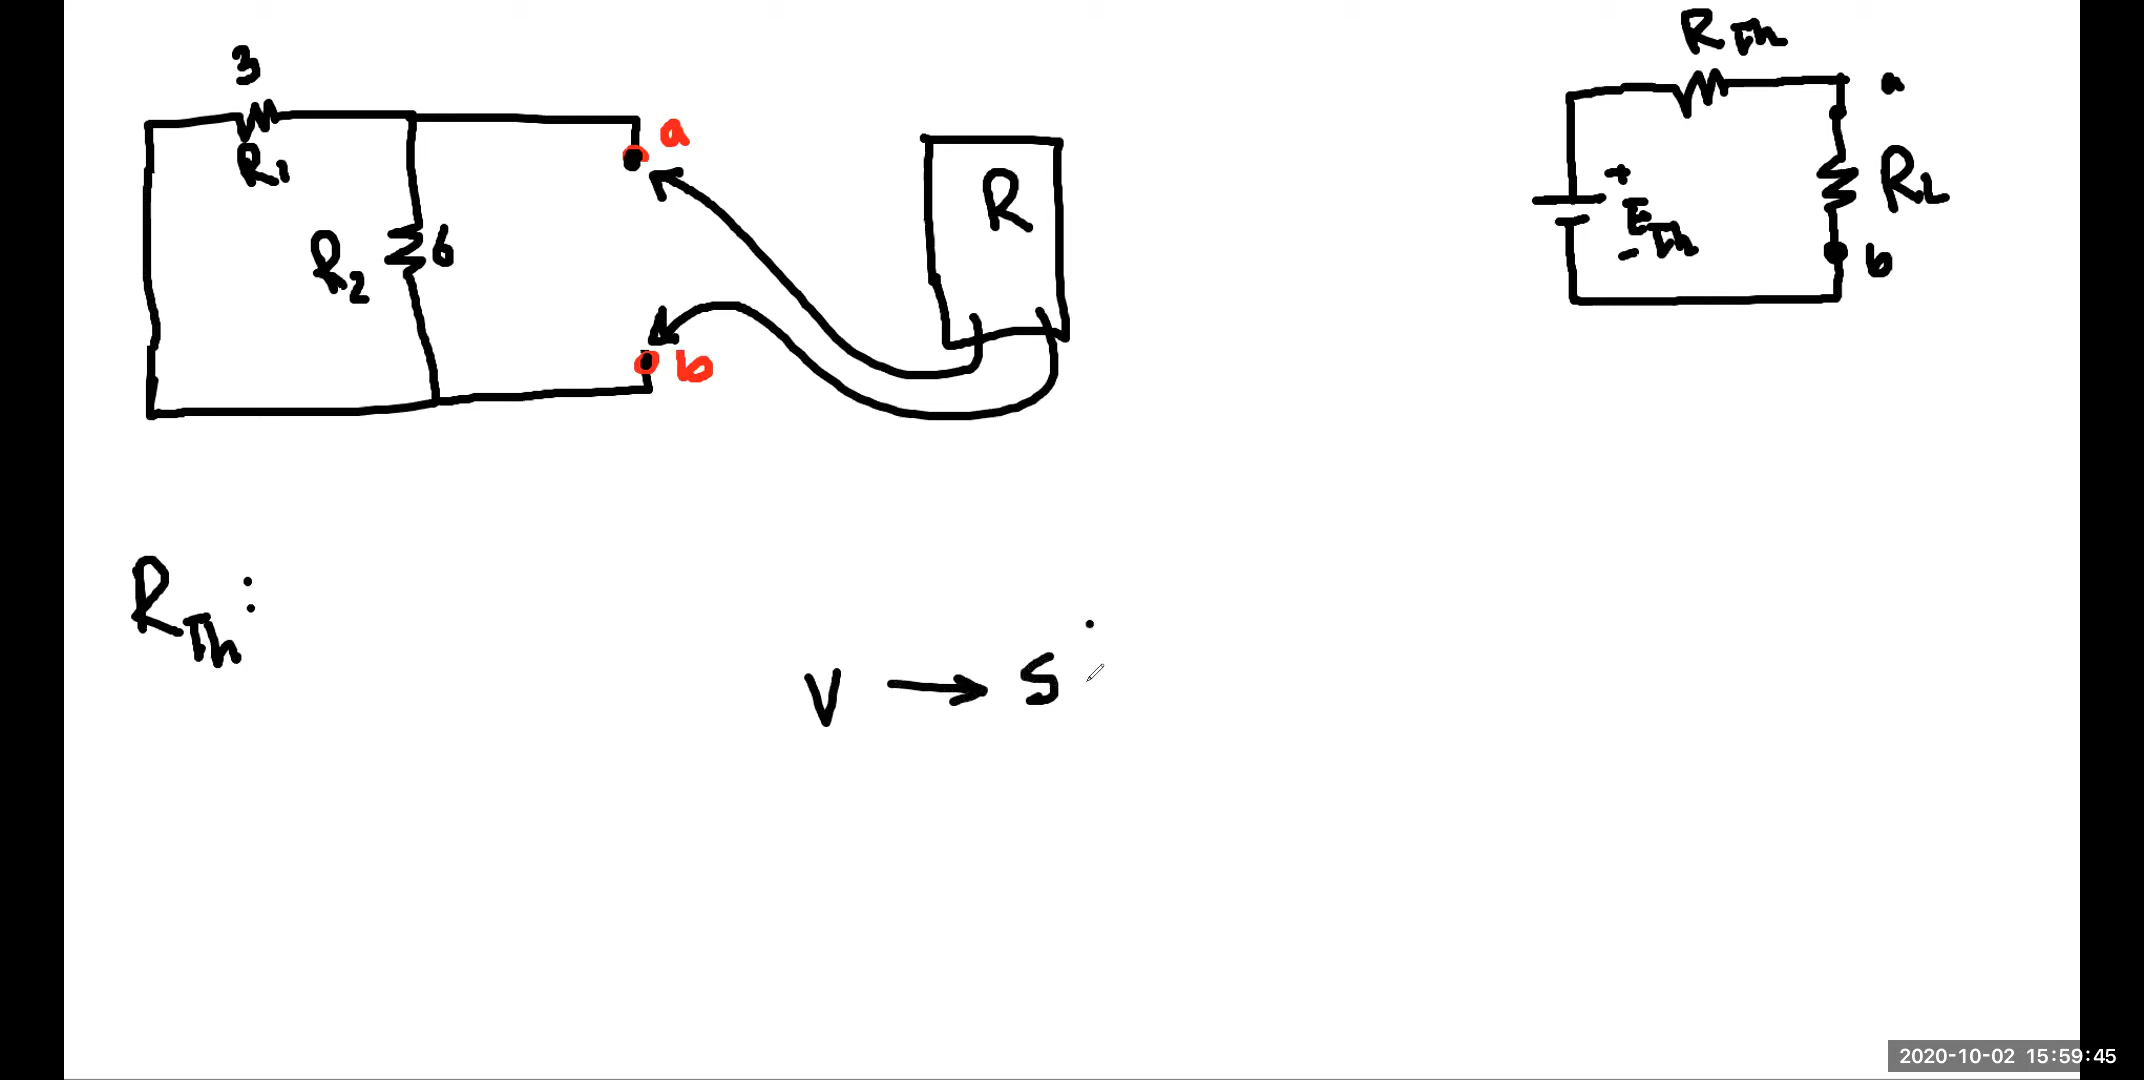 3
R1
R2
6
a
b
R
RTh
a
+
ETh
-
RL
b
RTh:
V → S
2020-10-02 15:59:45